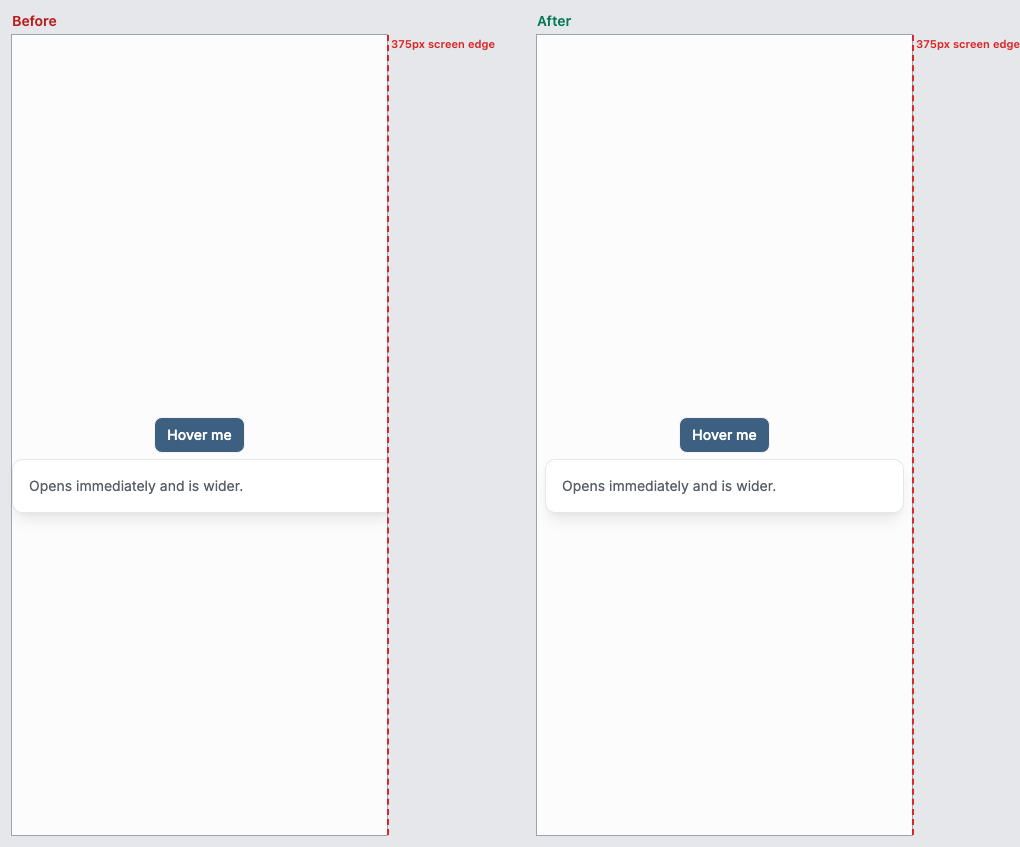 Before
375px screen edge
Hover me
Opens immediately and is wider.
After
375px screen edge
Hover me
Opens immediately and is wider.